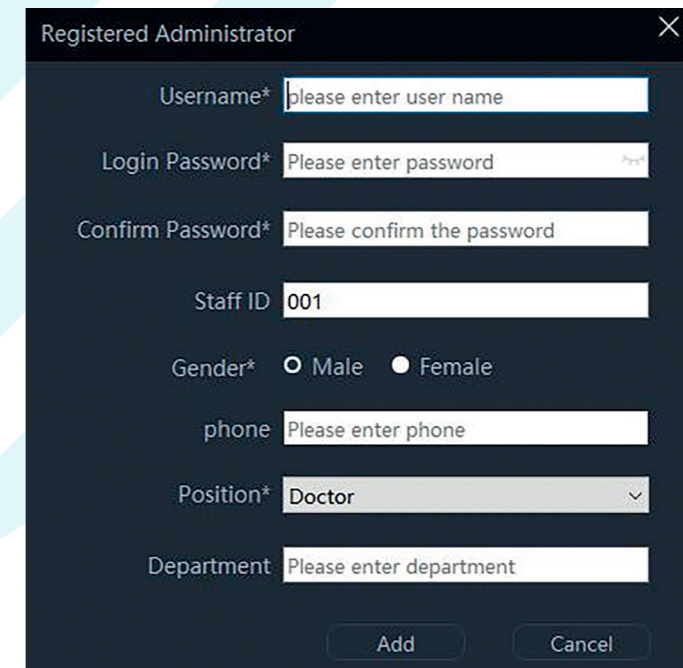 Registered Administrator
Username* please enter user name
Login Password* Please enter password
Confirm Password* Please confirm the password
Staff ID 001
Gender* Male Female
phone Please enter phone
Position* Doctor
Department Please enter department
Add Cancel